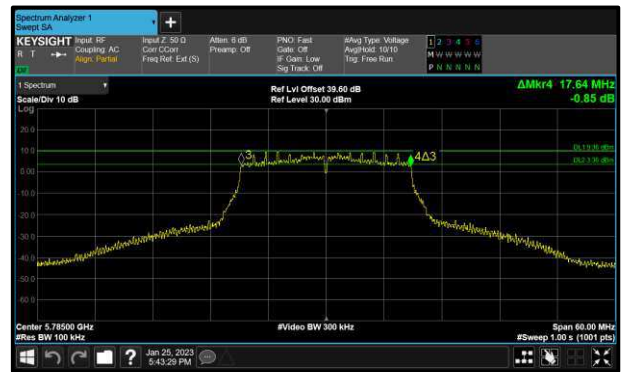 Spectrum Analyzer 1
Swept SA
+
KEYSIGHT
R T
Input: RF
Coupling: AC
Align: Partial
Input Z: 50 Ω
Corr CCorr
Freq Ref: Ext (S)
Atten: 6 dB
Preamp: Off
PNO: Fast
Gate: Off
IF Gain: Low
Sig Track: Off
#Avg Type: Voltage
Avg|Hold: 10/10
Trig: Free Run
1 2 3 4 5 6
M W W W W W
P N N N N N
1 Spectrum
Scale/Div 10 dB
Log
Ref Lvl Offset 39.60 dB
Ref Level 30.00 dBm
ΔMkr4 17.64 MHz
-0.85 dB
20.0
10.0
0.00
-10.0
-20.0
-30.0
-40.0
-50.0
-60.0
3
4Δ3
Center 5.78500 GHz
#Res BW 100 kHz
#Video BW 300 kHz
Span 60.00 MHz
#Sweep 1.00 s (1001 pts)
?
Jan 25, 2023
5:43:29 PM